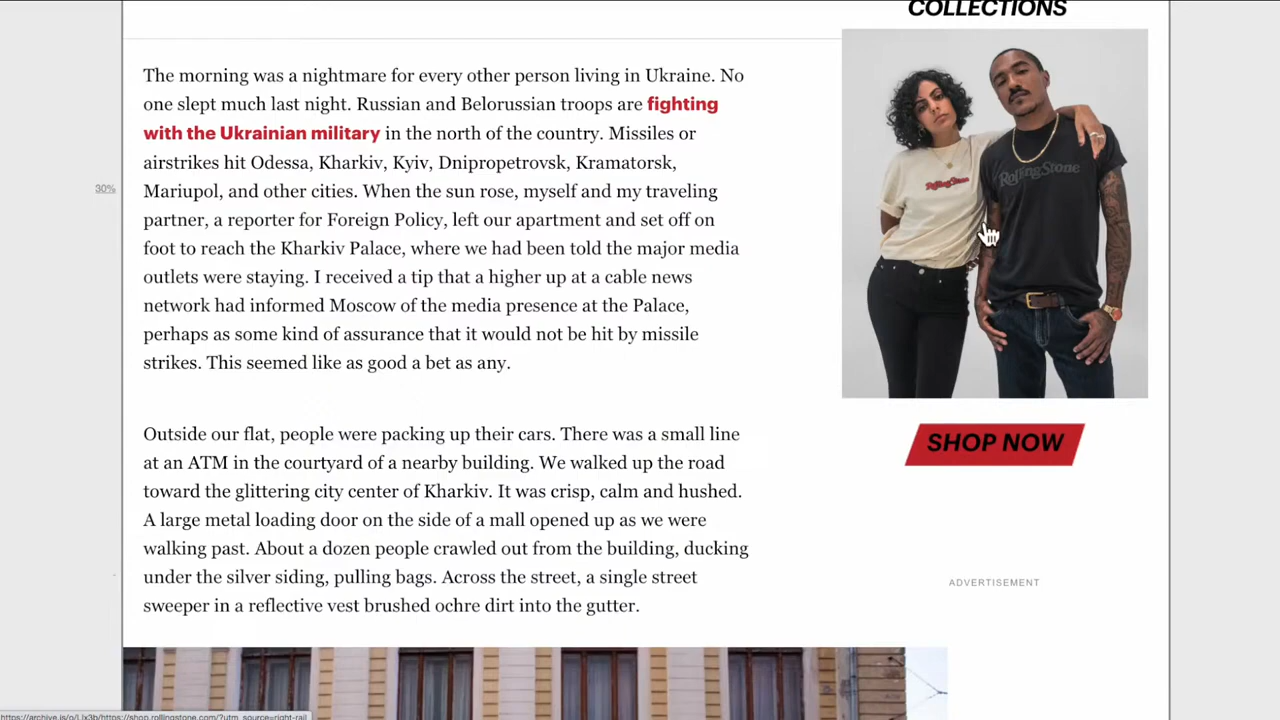 COLLECTIONS
The morning was a nightmare for every other person living in Ukraine. No
one slept much last night. Russian and Belorussian troops are fighting
with the Ukrainian military in the north of the country. Missiles or
airstrikes hit Odessa, Kharkiv, Kyiv, Dnipropetrovsk, Kramatorsk,
30%
Mariupol, and other cities. When the sun rose, myself and my traveling
partner, a reporter for Foreign Policy, left our apartment and set off on
foot to reach the Kharkiv Palace, where we had been told the major media
outlets were staying. I received a tip that a higher up at a cable news
network had informed Moscow of the media presence at the Palace,
perhaps as some kind of assurance that it would not be hit by missile
strikes. This seemed like as good a bet as any.
Outside our flat, people were packing up their cars. There was a small line
at an ATM in the courtyard of a nearby building. We walked up the road
toward the glittering city center of Kharkiv. It was crisp, calm and hushed.
A large metal loading door on the side of a mall opened up as we were
walking past. About a dozen people crawled out from the building, ducking
under the silver siding, pulling bags. Across the street, a single street
sweeper in a reflective vest brushed ochre dirt into the gutter.
RollingStone
RollingStone
SHOP NOW
ADVERTISEMENT